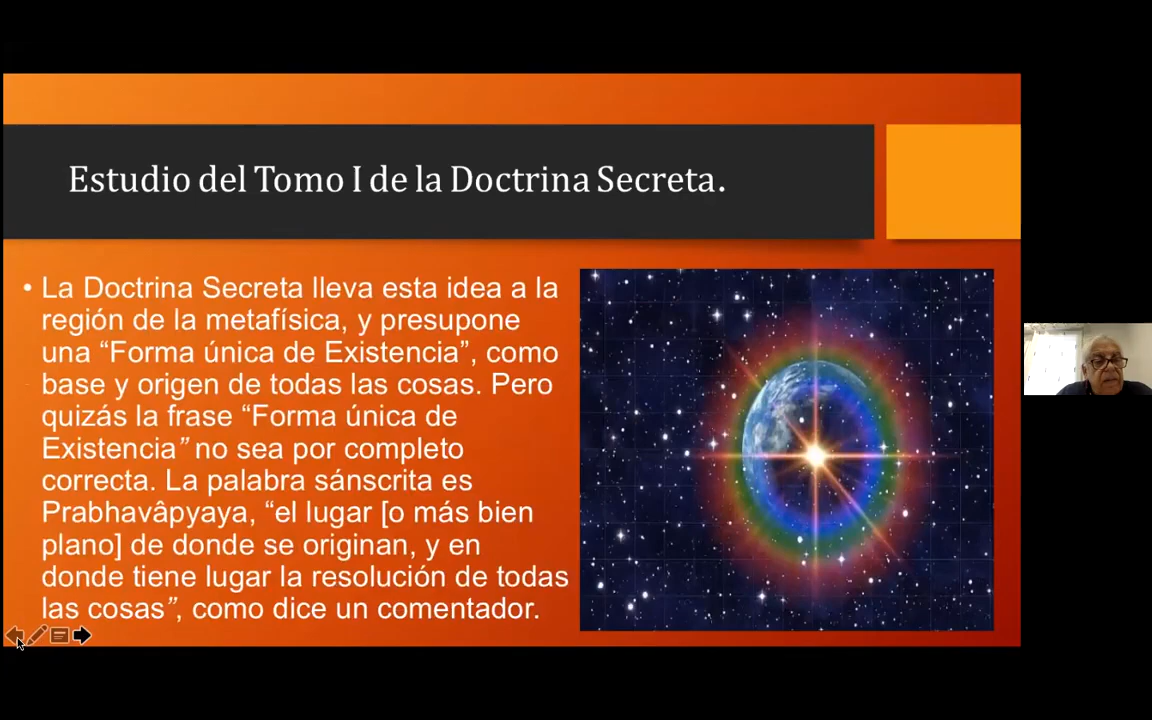 Estudio del Tomo I de la Doctrina Secreta.
• La Doctrina Secreta lleva esta idea a la
región de la metafísica, y presupone
una “Forma única de Existencia”, como
base y origen de todas las cosas. Pero
quizás la frase “Forma única de
Existencia” no sea por completo
correcta. La palabra sánscrita es
Prabhavâpyaya, “el lugar [o más bien
plano] de donde se originan, y en
donde tiene lugar la resolución de todas
las cosas”, como dice un comentador.